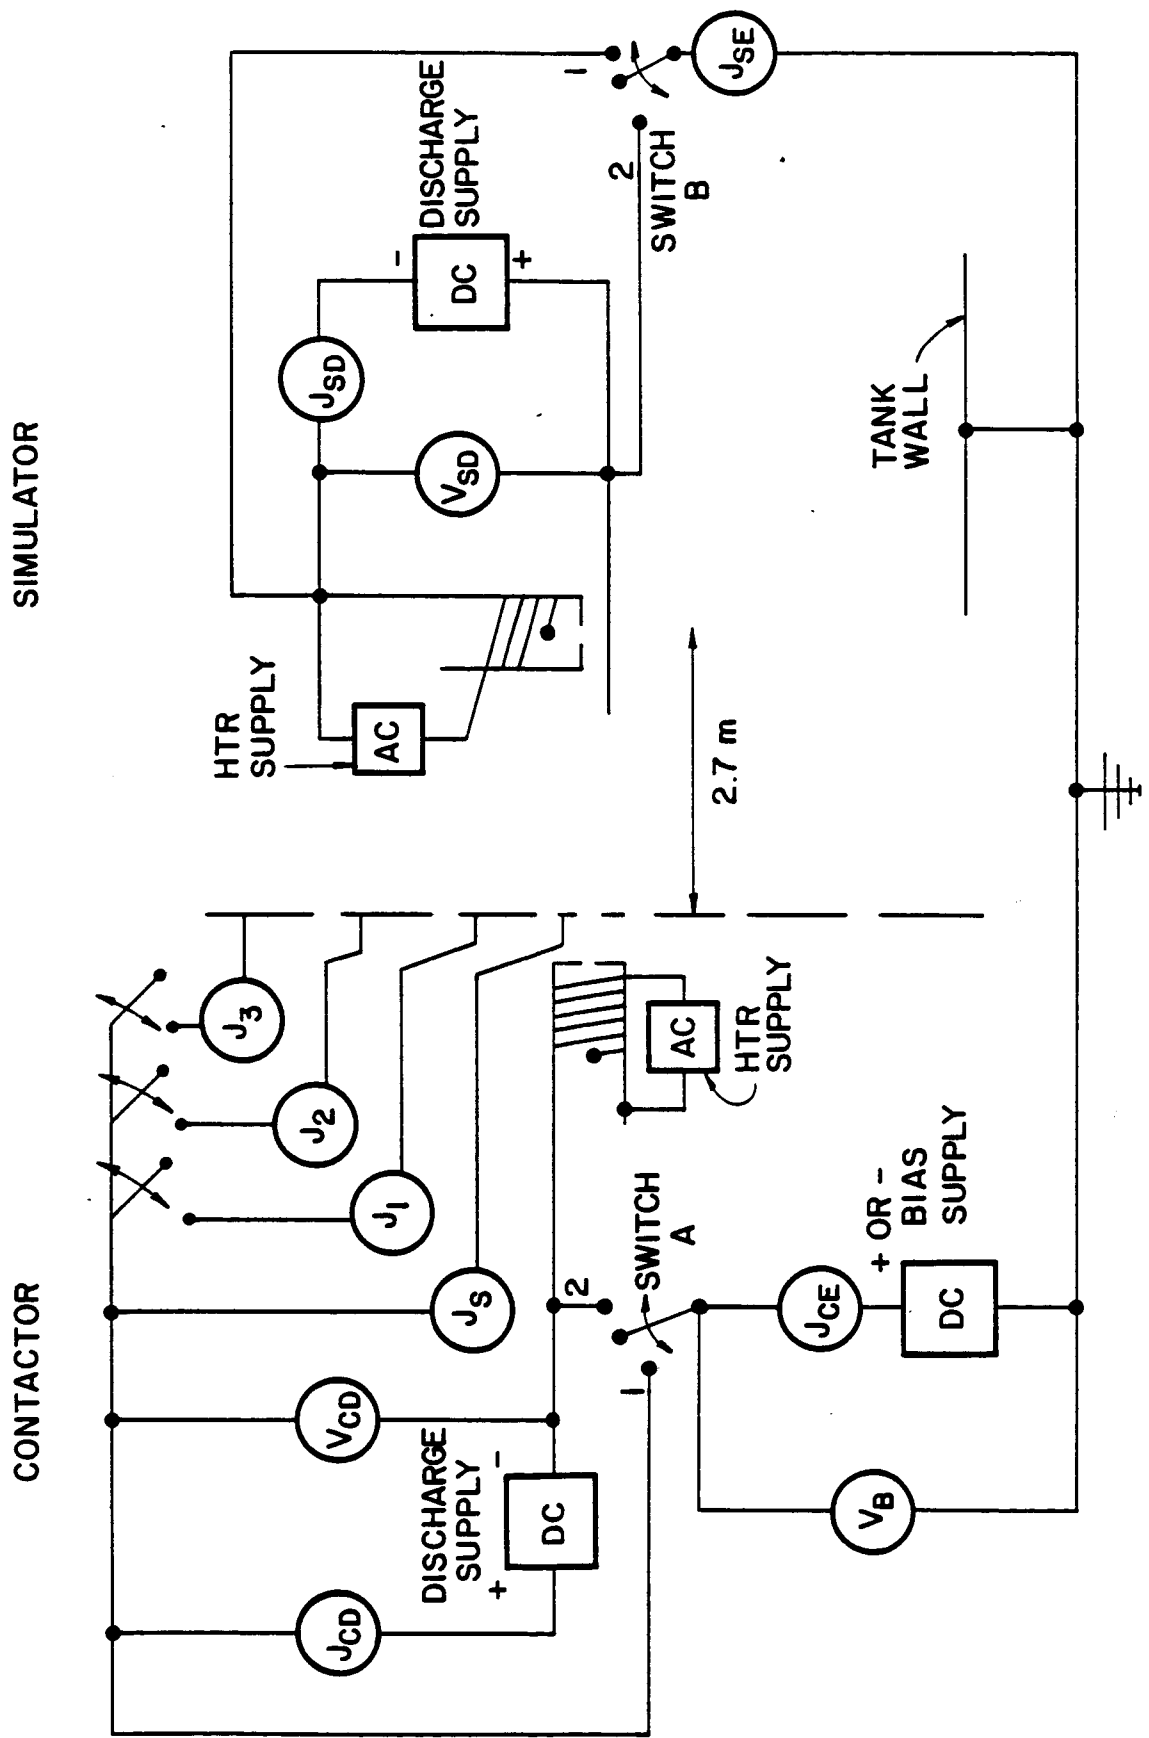 CONTACTOR
SIMULATOR
J_CD
V_CD
DISCHARGE
SUPPLY
+
-
DC
J_S
J_1
J_2
J_3
1
2
SWITCH
A
V_B
J_CE
+ OR -
BIAS
SUPPLY
DC
AC
HTR
SUPPLY
2.7 m
HTR
SUPPLY
AC
V_SD
J_SD
-
+
DC
DISCHARGE
SUPPLY
1
2
SWITCH
B
J_SE
TANK
WALL